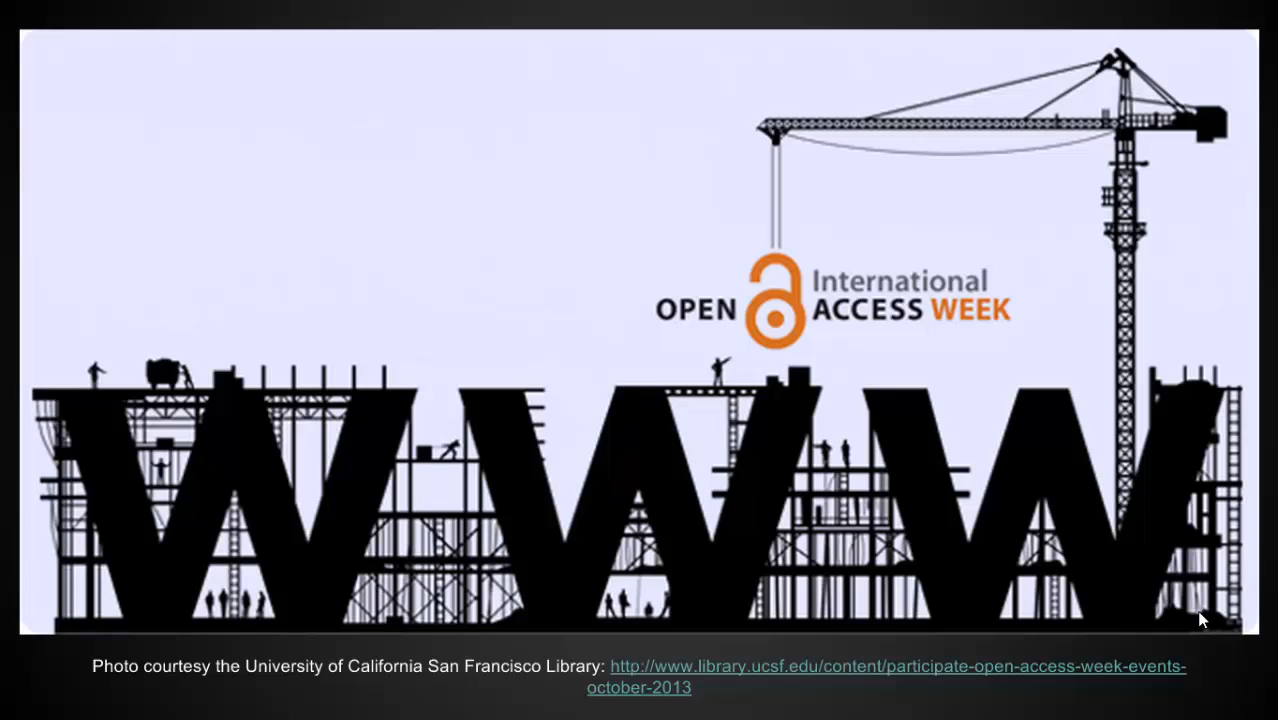 International
OPEN ACCESS WEEK
WWW
Photo courtesy the University of California San Francisco Library: http://www.library.ucsf.edu/content/participate-open-access-week-events-
october-2013